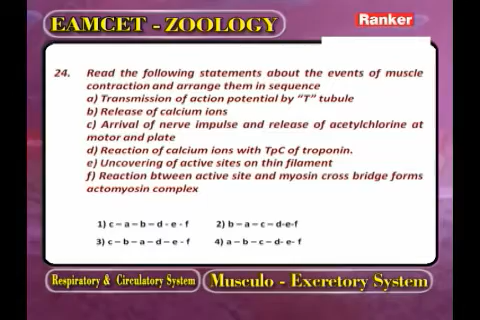 EAMCET - ZOOLOGY
Ranker
24. Read the following statements about the events of muscle
contraction and arrange them in sequence
a) Transmission of action potential by “T” tubule
b) Release of calcium ions
c) Arrival of nerve impulse and release of acetylchlorine at
motor and plate
d) Reaction of calcium ions with TpC of troponin.
e) Uncovering of active sites on thin filament
f) Reaction btween active site and myosin cross bridge forms
actomyosin complex
1) c – a – b – d - e - f 2) b – a – c – d-e-f
3) c – b – a – d – e - f 4) a – b – c – d- e- f
Respiratory & Circulatory System
Musculo - Excretory System